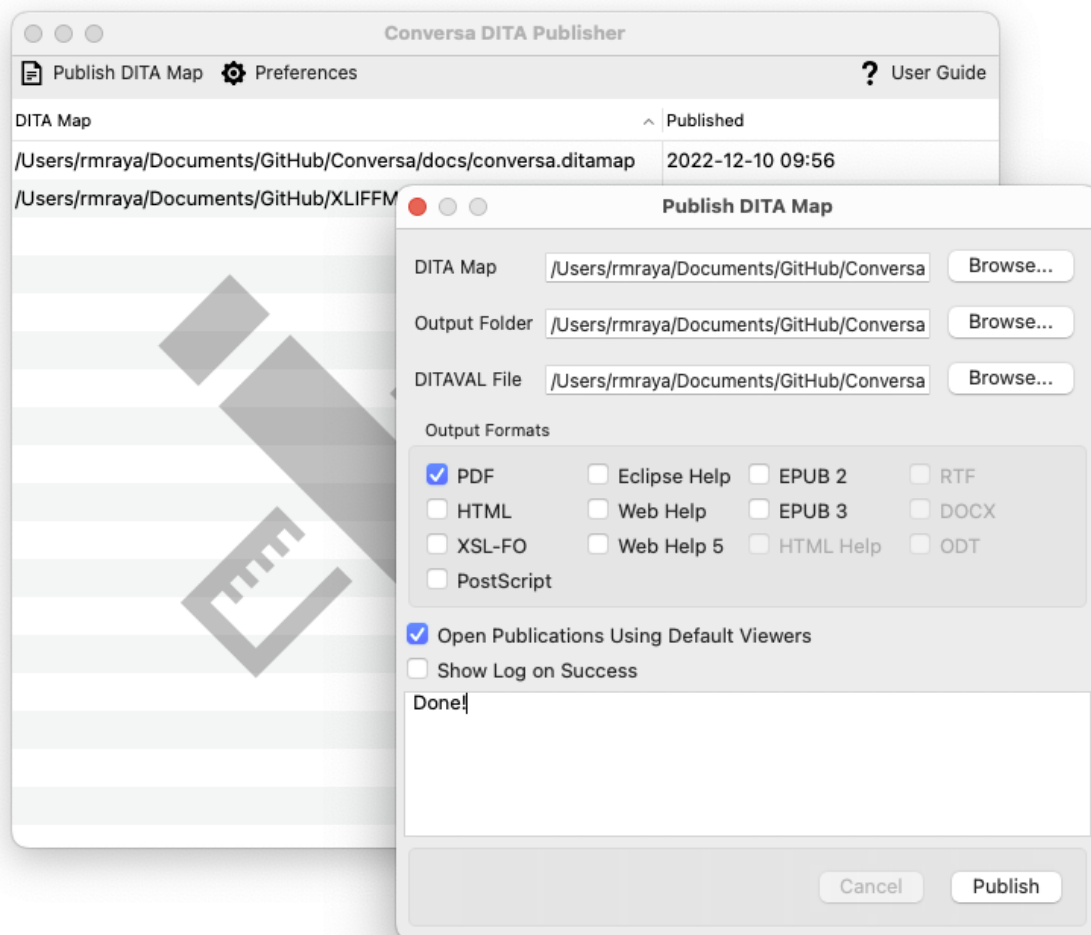 Conversa DITA Publisher
Publish DITA Map Preferences ? User Guide
DITA Map Published
/Users/rmraya/Documents/GitHub/Conversa/docs/conversa.ditamap 2022-12-10 09:56
/Users/rmraya/Documents/GitHub/XLIFFM
Publish DITA Map
DITA Map /Users/rmraya/Documents/GitHub/Conversa Browse...
Output Folder /Users/rmraya/Documents/GitHub/Conversa Browse...
DITAVAL File /Users/rmraya/Documents/GitHub/Conversa Browse...
Output Formats
PDF Eclipse Help EPUB 2 RTF
HTML Web Help EPUB 3 DOCX
XSL-FO Web Help 5 HTML Help ODT
PostScript
Open Publications Using Default Viewers
Show Log on Success
Done!
Cancel Publish